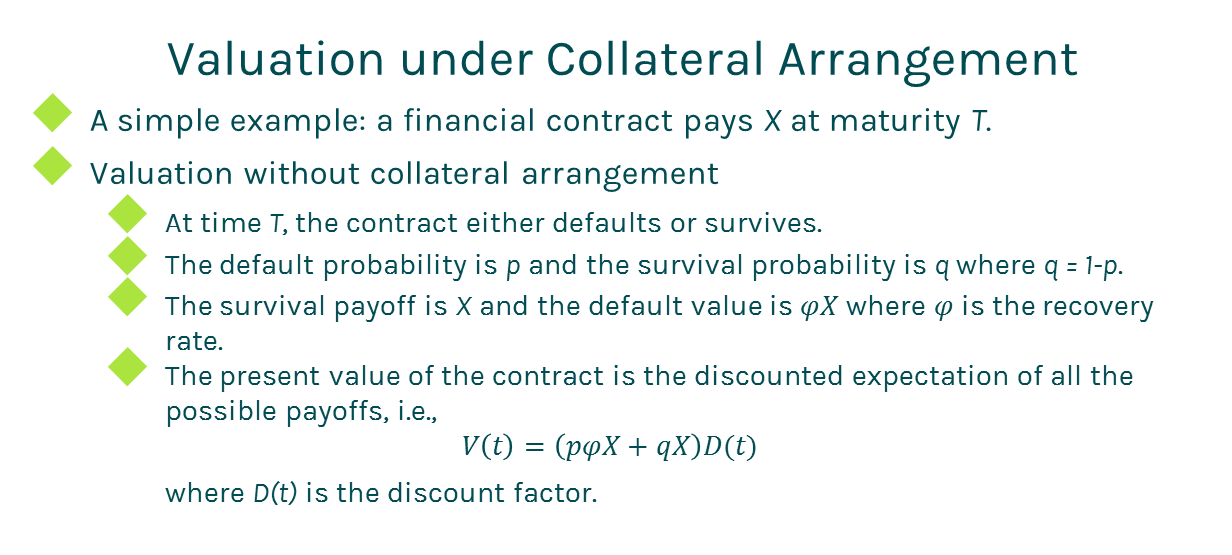 Valuation under Collateral Arrangement
A simple example: a financial contract pays X at maturity T.
Valuation without collateral arrangement
At time T, the contract either defaults or survives.
The default probability is p and the survival probability is q where q = 1-p.
The survival payoff is X and the default value is φX where φ is the recovery
rate.
The present value of the contract is the discounted expectation of all the
possible payoffs, i.e.,
V(t) = (pφX + qX)D(t)
where D(t) is the discount factor.